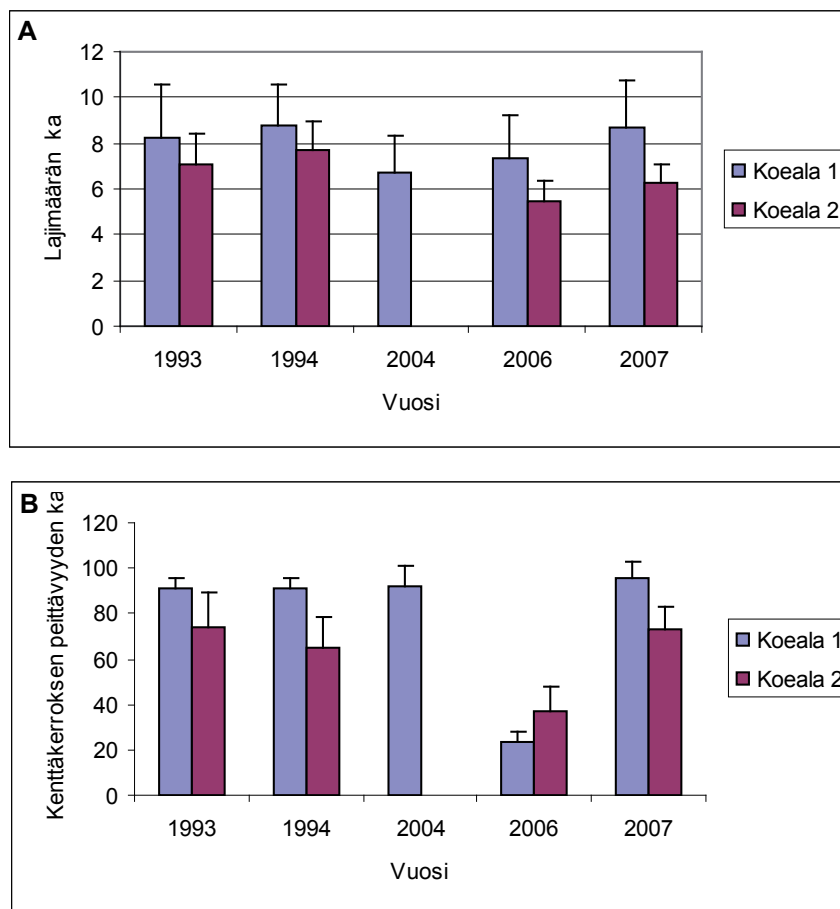 A
Lajimäärän ka
12
10
8
6
4
2
0
1993 1994 2004 2006 2007
Vuosi
Koeala 1
Koeala 2
B
Kenttäkerroksen peittävyyden ka
120
100
80
60
40
20
0
1993 1994 2004 2006 2007
Vuosi
Koeala 1
Koeala 2